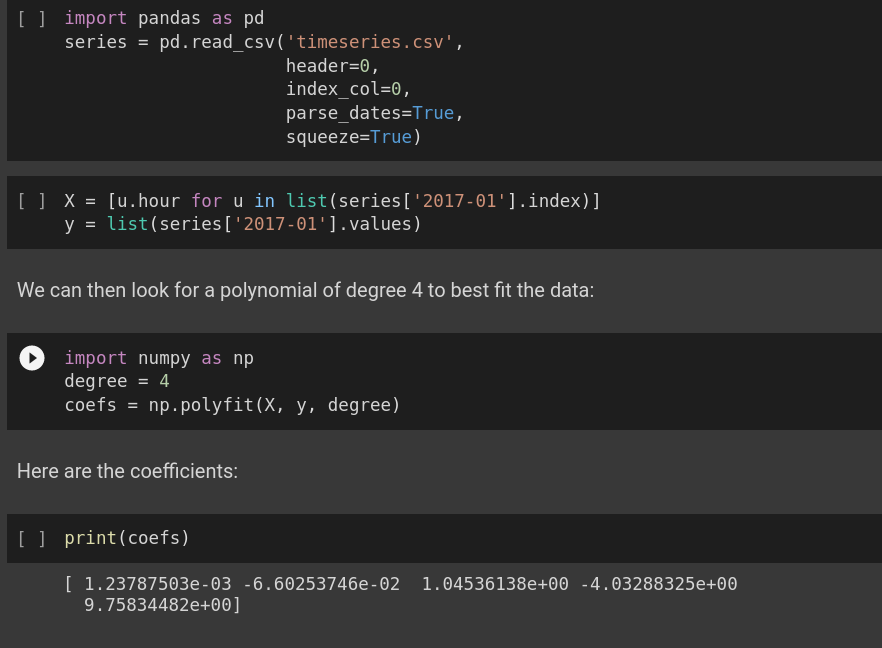 [ ] import pandas as pd
series = pd.read_csv('timeseries.csv',
                     header=0,
                     index_col=0,
                     parse_dates=True,
                     squeeze=True)
[ ] X = [u.hour for u in list(series['2017-01'].index)]
y = list(series['2017-01'].values)
We can then look for a polynomial of degree 4 to best fit the data:
import numpy as np
degree = 4
coefs = np.polyfit(X, y, degree)
Here are the coefficients:
[ ] print(coefs)
[ 1.23787503e-03 -6.60253746e-02  1.04536138e+00 -4.03288325e+00
  9.75834482e+00]